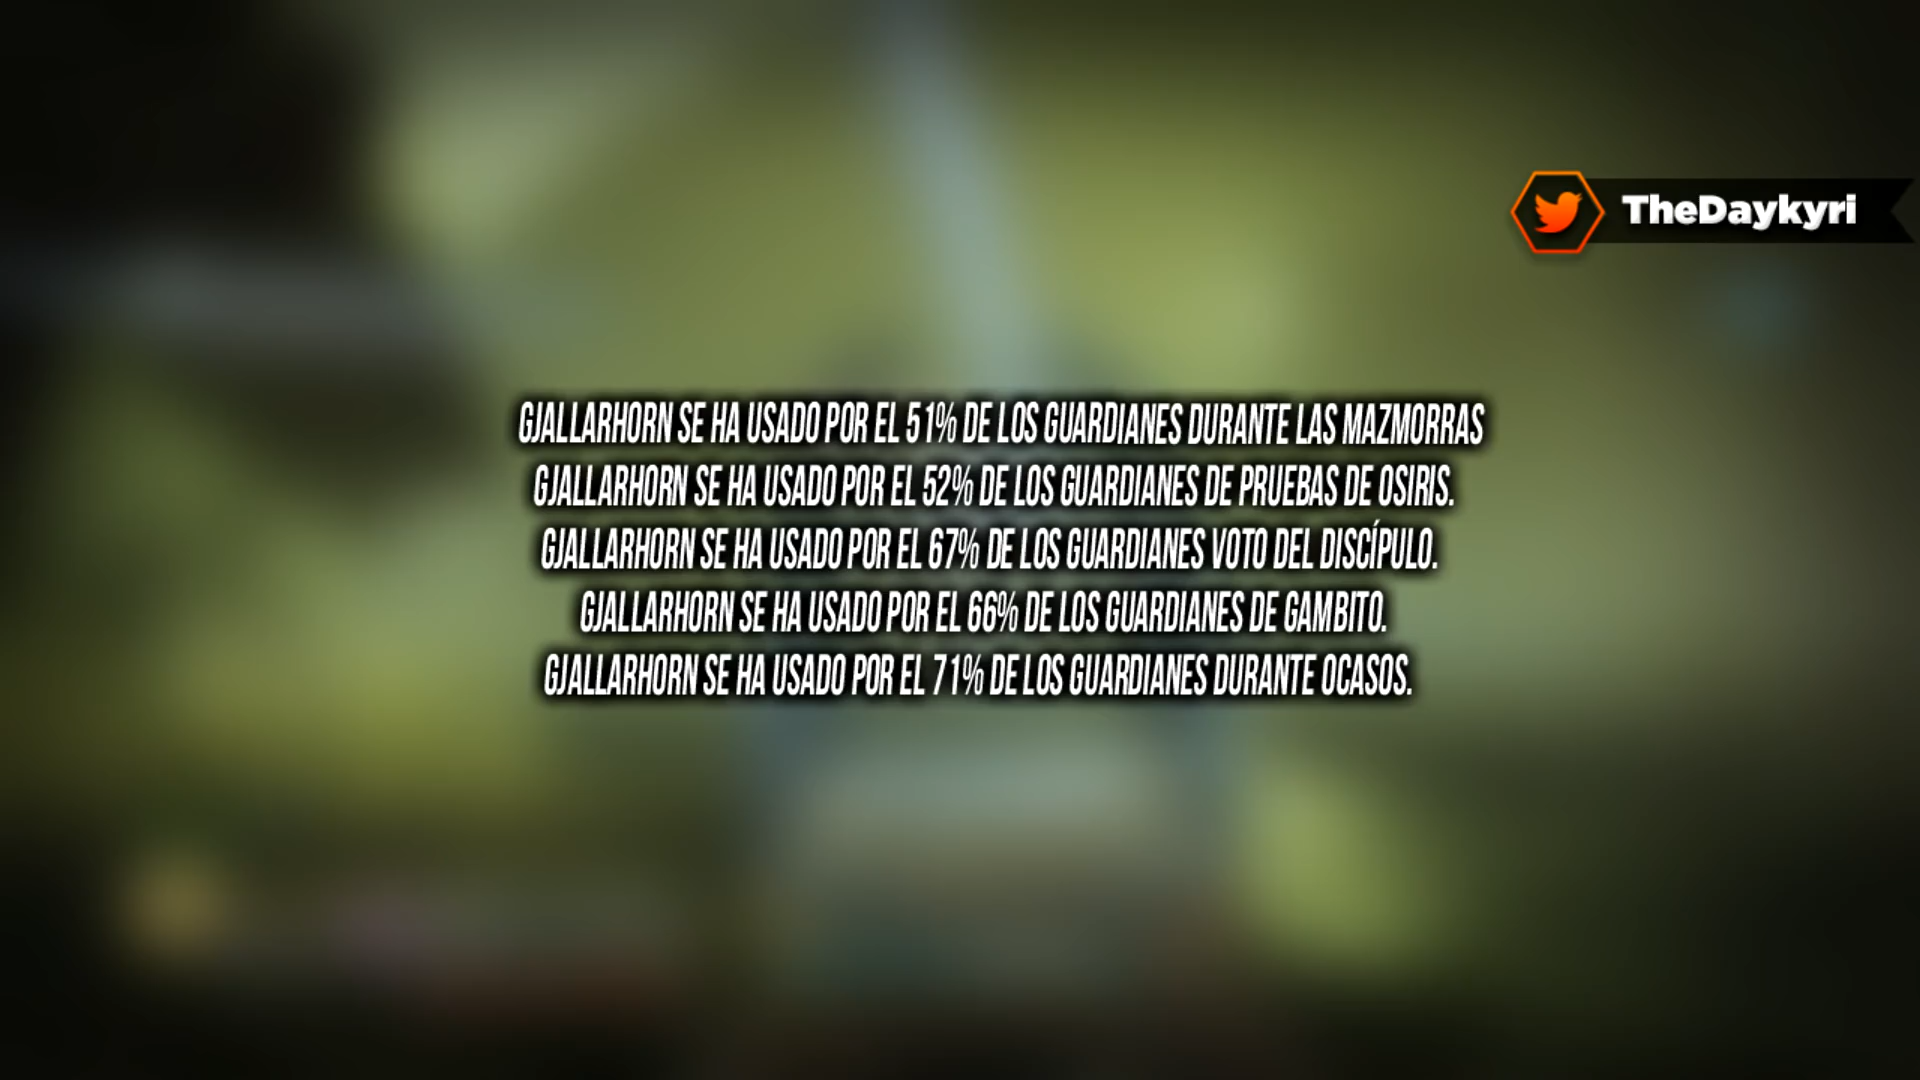 TheDaykyri
GJALLARHORN SE HA USADO POR EL 51% DE LOS GUARDIANES DURANTE LAS MAZMORRAS
GJALLARHORN SE HA USADO POR EL 52% DE LOS GUARDIANES DE PRUEBAS DE OSIRIS.
GJALLARHORN SE HA USADO POR EL 67% DE LOS GUARDIANES VOTO DEL DISCÍPULO.
GJALLARHORN SE HA USADO POR EL 66% DE LOS GUARDIANES DE GAMBITO.
GJALLARHORN SE HA USADO POR EL 71% DE LOS GUARDIANES DURANTE OCASOS.